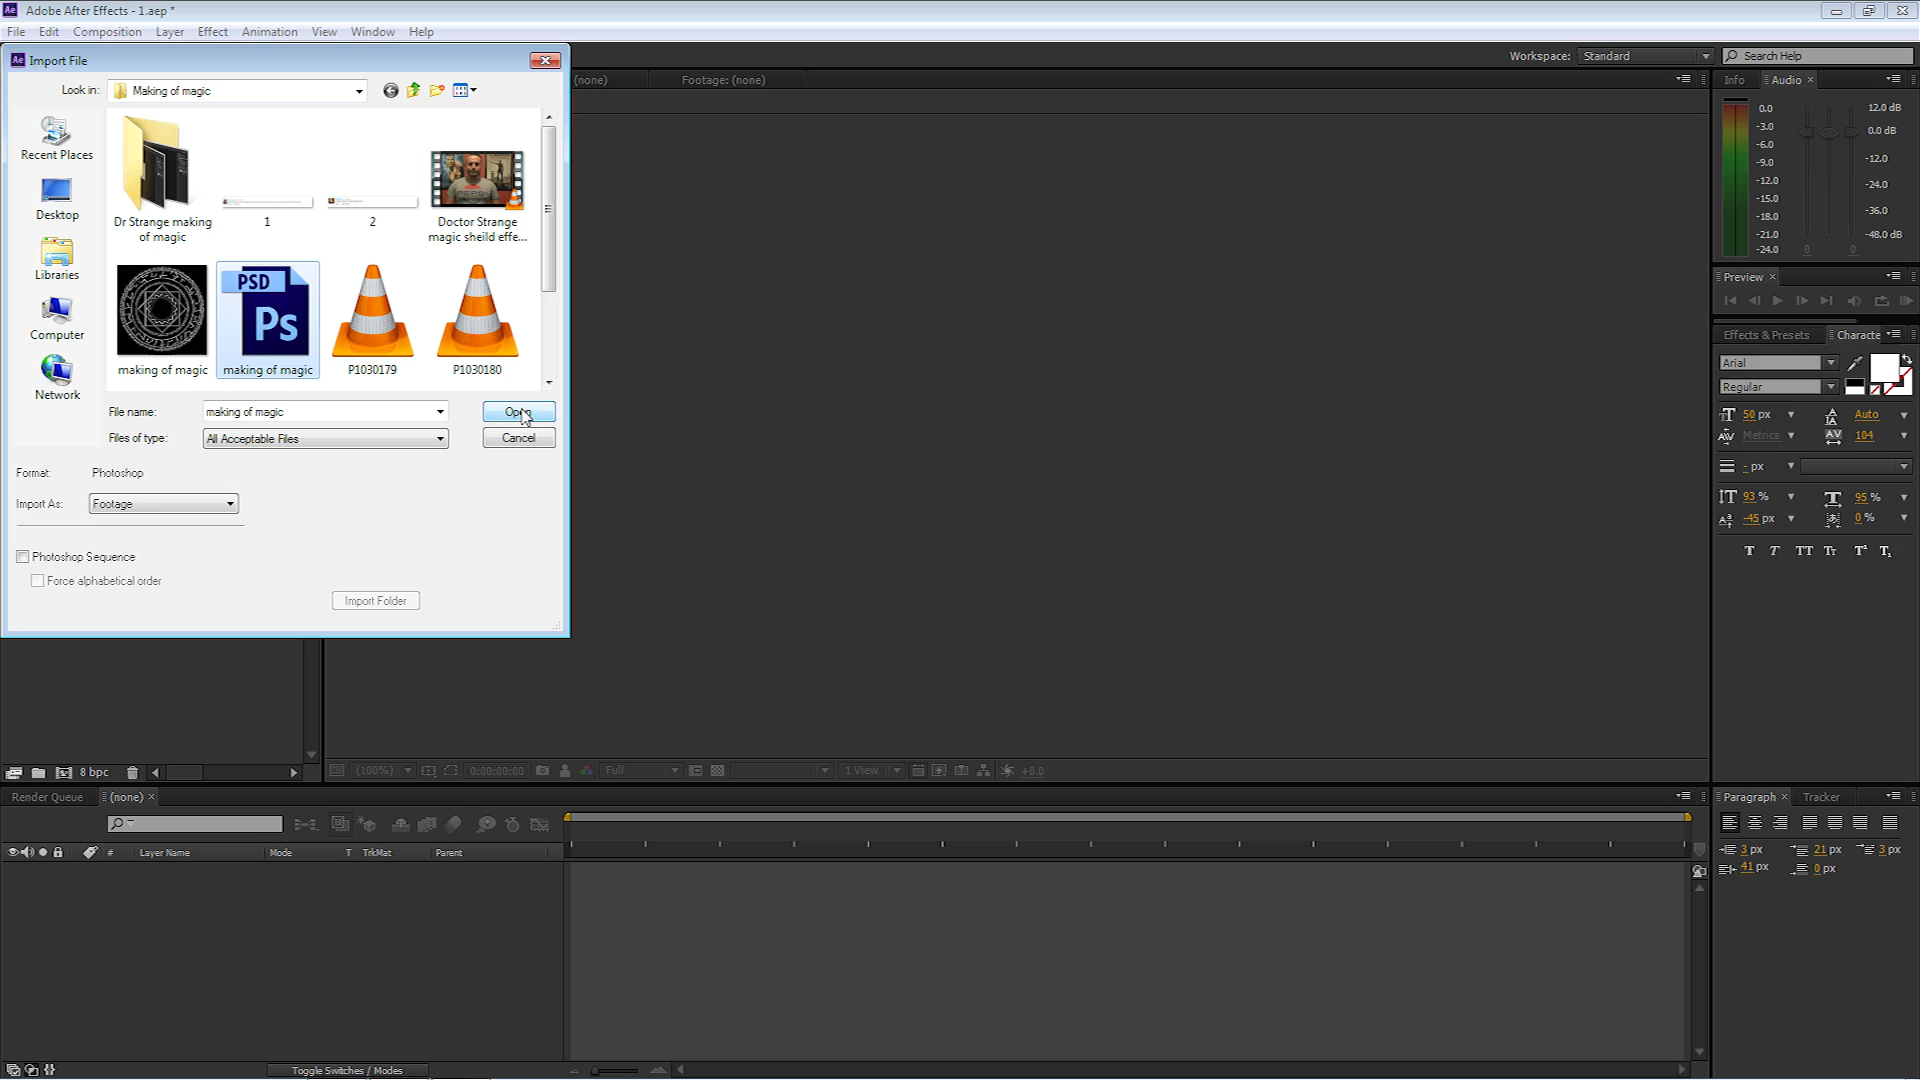 Adobe After Effects - 1.aep *
File Edit Composition Layer Effect Animation View Window Help
Import File
Workspace: Standard
Search Help
Look in: Making of magic
(none)
Footage: (none)
Info
Audio
Recent Places
Desktop
Libraries
Computer
Network
Dr Strange making of magic
1
2
Doctor Strange magic sheild effe...
PSD
Ps
making of magic
making of magic
P1030179
P1030180
File name: making of magic
Open
Files of type: All Acceptable Files
Cancel
Format: Photoshop
Import As: Footage
Photoshop Sequence
Force alphabetical order
Import Folder
0.0
-3.0
-6.0
-9.0
-12.0
-15.0
-18.0
-21.0
-24.0
0
0
12.0 dB
0.0 dB
-12.0
-24.0
-36.0
-48.0 dB
Preview
Effects & Presets
Characte
Arial
Regular
50 px
Auto
Metrics
104
- px
93 %
95 %
-45 px
0 %
T T TT Tт T¹ T₁
8 bpc
(100%)
0:00:00:00
Full
1 View
+0.0
Render Queue
(none)
# Layer Name Mode T TrkMat Parent
Toggle Switches / Modes
Paragraph
Tracker
3 px
21 px
3 px
41 px
0 px